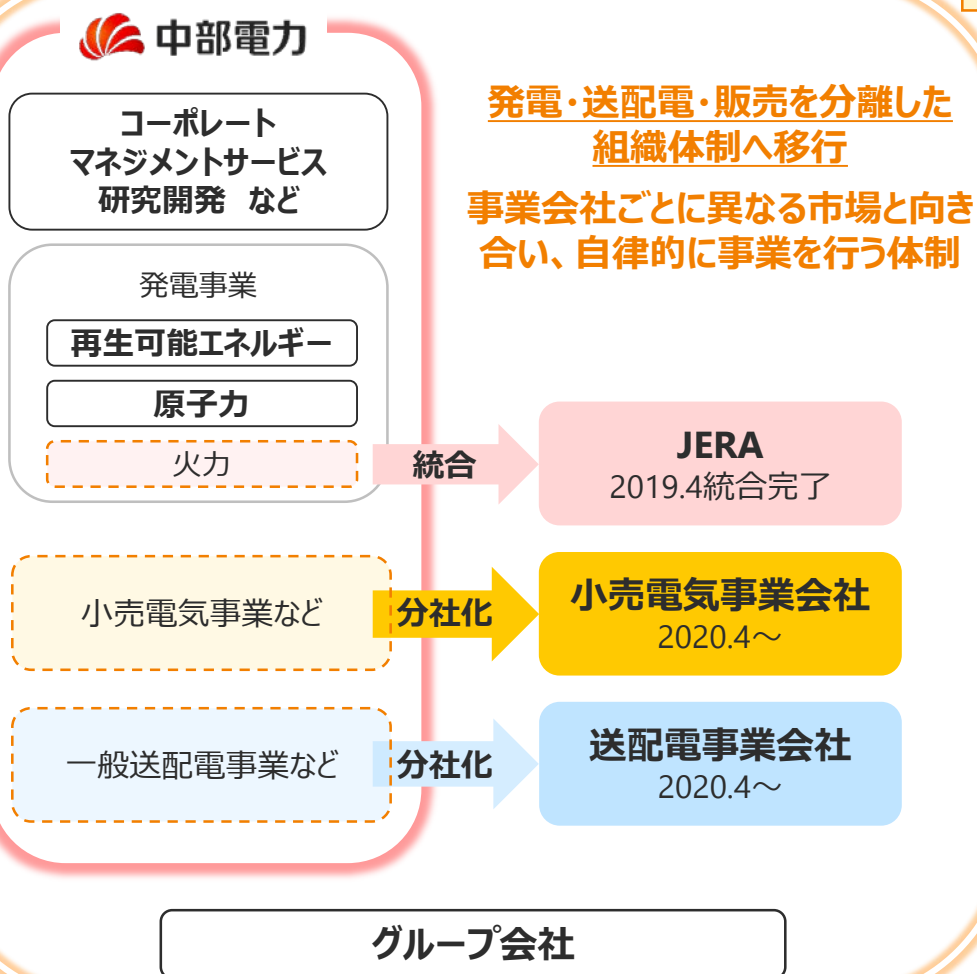 中部電力
コーポレート
マネジメントサービス
研究開発 など
発電・送配電・販売を分離した
組織体制へ移行
事業会社ごとに異なる市場と向き
合い、自律的に事業を行う体制
発電事業
再生可能エネルギー
原子力
火力
統合
JERA
2019.4統合完了
小売電気事業など
分社化
小売電気事業会社
2020.4～
一般送配電事業など
分社化
送配電事業会社
2020.4～
グループ会社